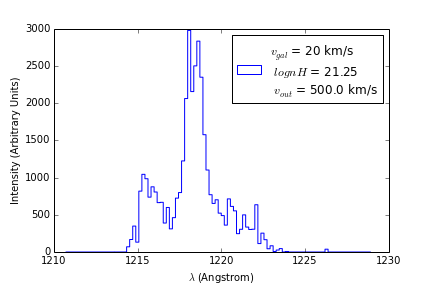 3000
2500
2000
1500
1000
500
0
1210
1215
1220
1225
1230
Intensity (Arbitrary Units)
λ (Angstrom)
v_gal = 20 km/s
lognH = 21.25
v_out = 500.0 km/s